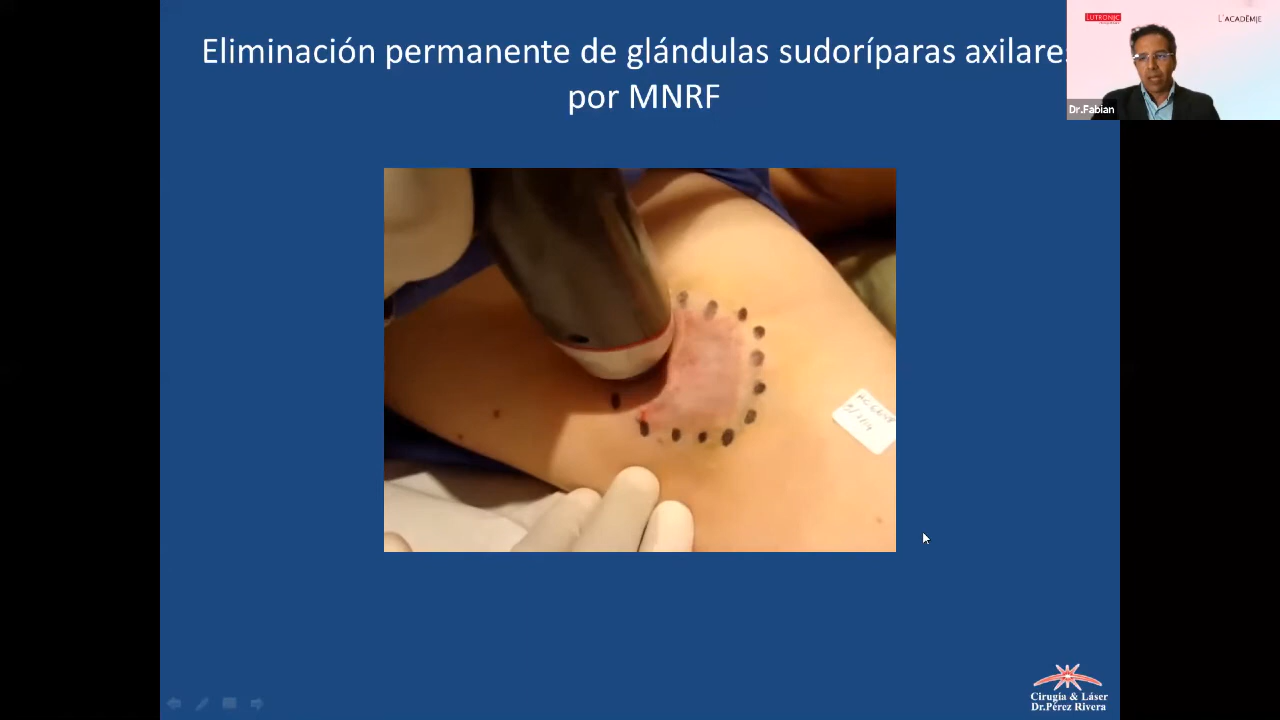 Eliminación permanente de glándulas sudoríparas axilares
por MNRF
LUTRONIC
L'ACADÉMIE
Dr.Fabian
Cirugía & Láser
Dr.Pérez Rivera